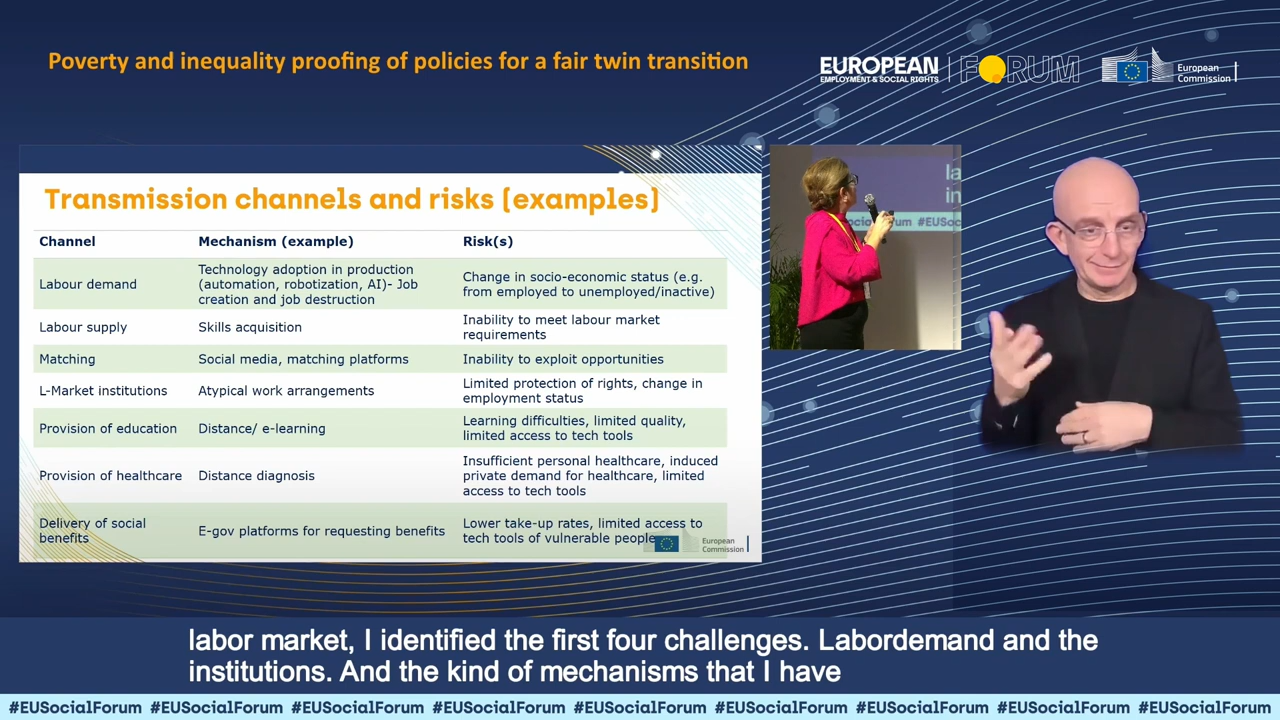 Poverty and inequality proofing of policies for a fair twin transition
EUROPEAN FORUM
EMPLOYMENT & SOCIAL RIGHTS
European
Commission
Transmission channels and risks (examples)
Channel Mechanism (example) Risk(s)
Labour demand
Technology adoption in production
(automation, robotization, AI)- Job
creation and job destruction
Change in socio-economic status (e.g.
from employed to unemployed/inactive)
Labour supply
Skills acquisition
Inability to meet labour market
requirements
Matching
Social media, matching platforms
Inability to exploit opportunities
L-Market institutions
Atypical work arrangements
Limited protection of rights, change in
employment status
Provision of education
Distance/ e-learning
Learning difficulties, limited quality,
limited access to tech tools
Provision of healthcare
Distance diagnosis
Insufficient personal healthcare, induced
private demand for healthcare, limited
access to tech tools
Delivery of social
benefits
E-gov platforms for requesting benefits
Lower take-up rates, limited access to
tech tools of vulnerable people
European
Commission
la
in
ocialForum #EUSoc
labor market, I identified the first four challenges. Labordemand and the
institutions. And the kind of mechanisms that I have
#EUSocialForum #EUSocialForum #EUSocialForum #EUSocialForum #EUSocialForum #EUSocialForum #EUSocialForum #EUSocialForum #EUSocialForum